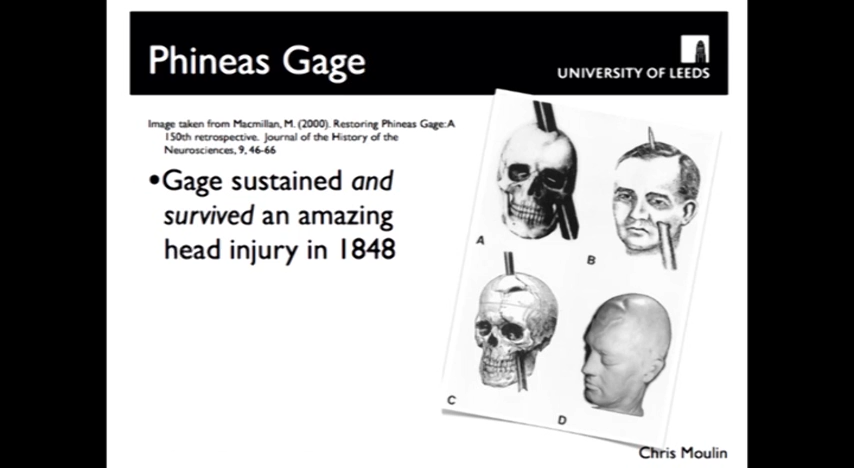 Phineas Gage
UNIVERSITY OF LEEDS
Image taken from Macmillan, M. (2000). Restoring Phineas Gage: A
150th retrospective. Journal of the History of the
Neurosciences, 9, 46-66
•Gage sustained and
survived an amazing
head injury in 1848
A
B
C
D
Chris Moulin